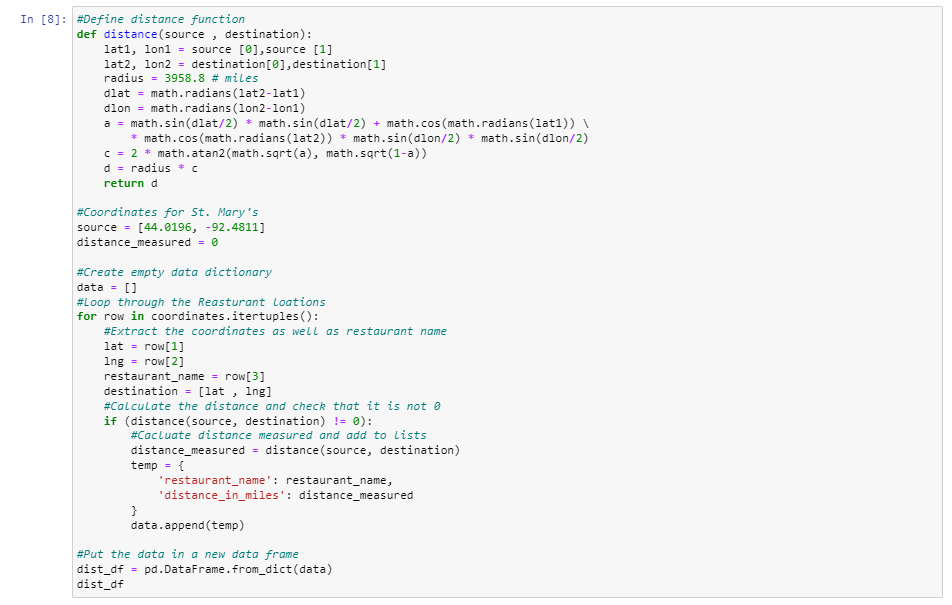 In [8]: #Define distance function
def distance(source , destination):
    lat1, lon1 = source [0],source [1]
    lat2, lon2 = destination[0],destination[1]
    radius = 3958.8 # miles
    dlat = math.radians(lat2-lat1)
    dlon = math.radians(lon2-lon1)
    a = math.sin(dlat/2) * math.sin(dlat/2) + math.cos(math.radians(lat1)) \
        * math.cos(math.radians(lat2)) * math.sin(dlon/2) * math.sin(dlon/2)
    c = 2 * math.atan2(math.sqrt(a), math.sqrt(1-a))
    d = radius * c
    return d
#Coordinates for St. Mary's
source = [44.0196, -92.4811]
distance_measured = 0
#Create empty data dictionary
data = []
#Loop through the Reasturant loations
for row in coordinates.itertuples():
    #Extract the coordinates as well as restaurant name
    lat = row[1]
    lng = row[2]
    restaurant_name = row[3]
    destination = [lat , lng]
    #Calculate the distance and check that it is not 0
    if (distance(source, destination) != 0):
        #Cacluate distance measured and add to lists
        distance_measured = distance(source, destination)
        temp = {
            'restaurant_name': restaurant_name,
            'distance_in_miles': distance_measured
        }
        data.append(temp)
#Put the data in a new data frame
dist_df = pd.DataFrame.from_dict(data)
dist_df